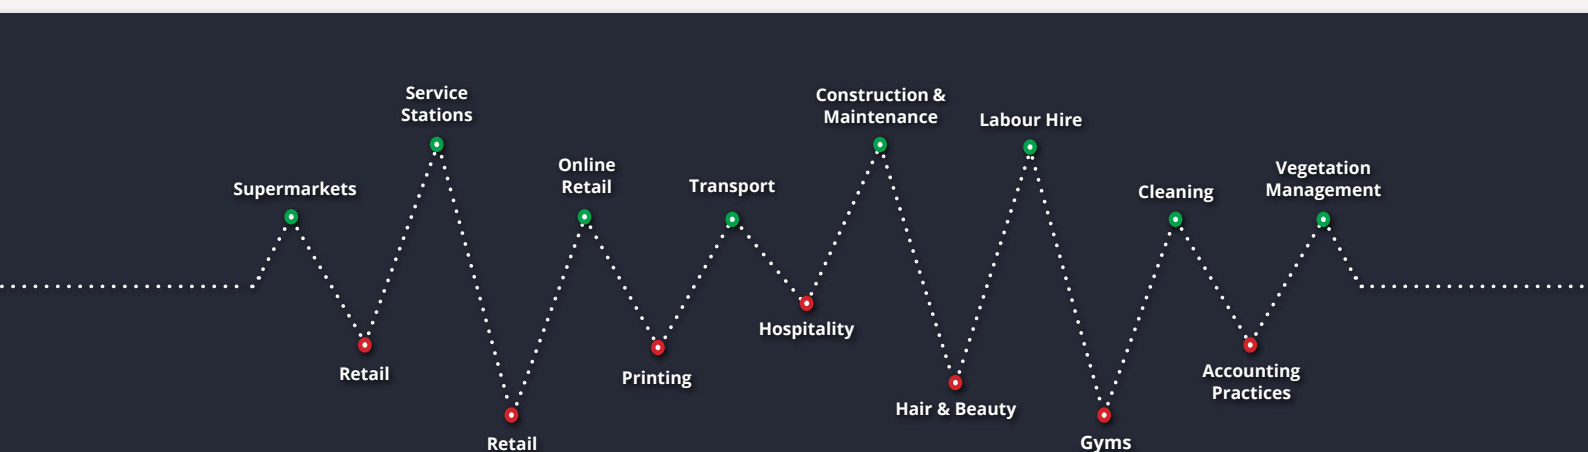 Supermarkets
Retail
Service
Stations
Retail
Online
Retail
Printing
Transport
Hospitality
Construction &
Maintenance
Hair & Beauty
Labour Hire
Gyms
Cleaning
Accounting
Practices
Vegetation
Management